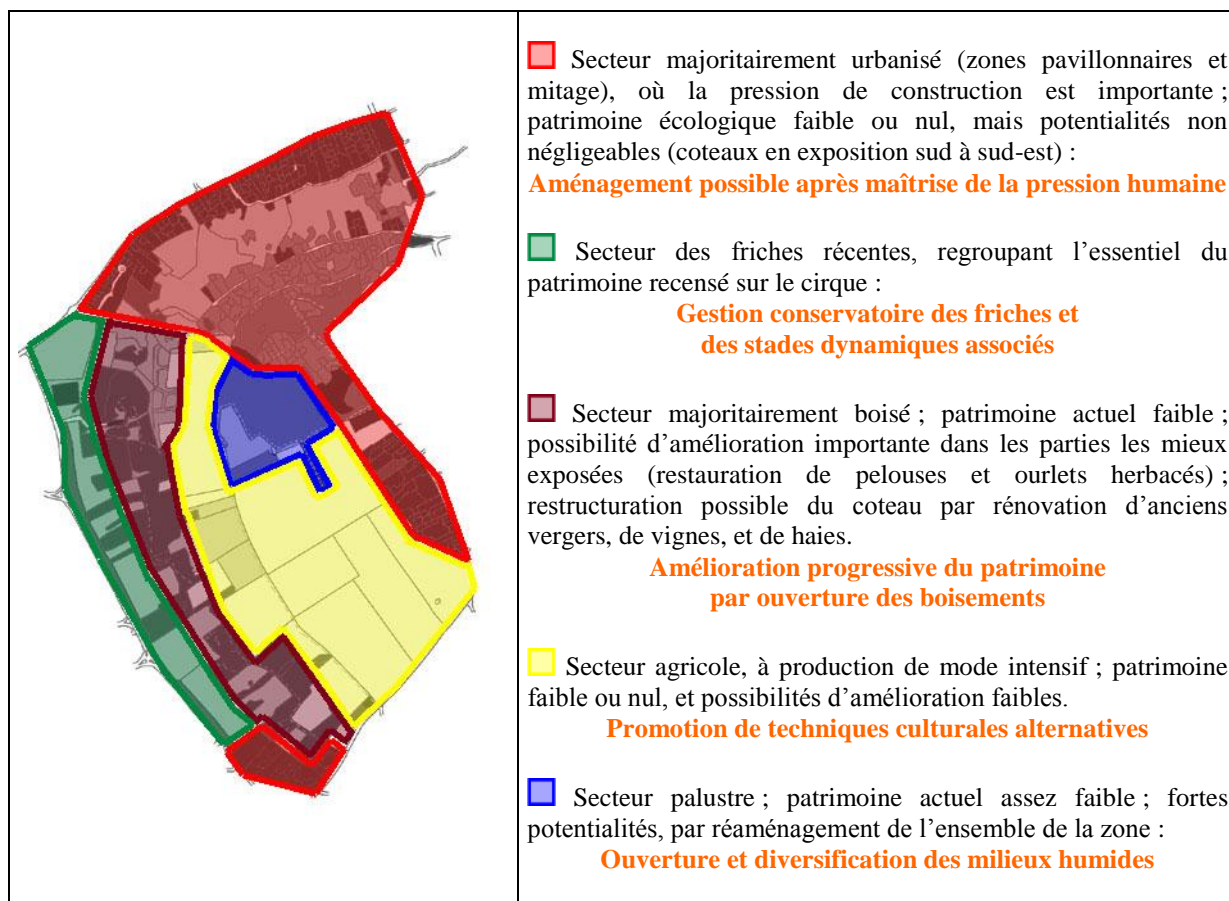 Secteur majoritairement urbanisé (zones pavillonnaires et
mitage), où la pression de construction est importante ;
patrimoine écologique faible ou nul, mais potentialités non
négligeables (coteaux en exposition sud à sud-est) :
Aménagement possible après maîtrise de la pression humaine
Secteur des friches récentes, regroupant l’essentiel du
patrimoine recensé sur le cirque :
Gestion conservatoire des friches et
des stades dynamiques associés
Secteur majoritairement boisé ; patrimoine actuel faible ;
possibilité d’amélioration importante dans les parties les mieux
exposées (restauration de pelouses et ourlets herbacés) ;
restructuration possible du coteau par rénovation d’anciens
vergers, de vignes, et de haies.
Amélioration progressive du patrimoine
par ouverture des boisements
Secteur agricole, à production de mode intensif ; patrimoine
faible ou nul, et possibilités d’amélioration faibles.
Promotion de techniques culturales alternatives
Secteur palustre ; patrimoine actuel assez faible ; fortes
potentialités, par réaménagement de l’ensemble de la zone :
Ouverture et diversification des milieux humides